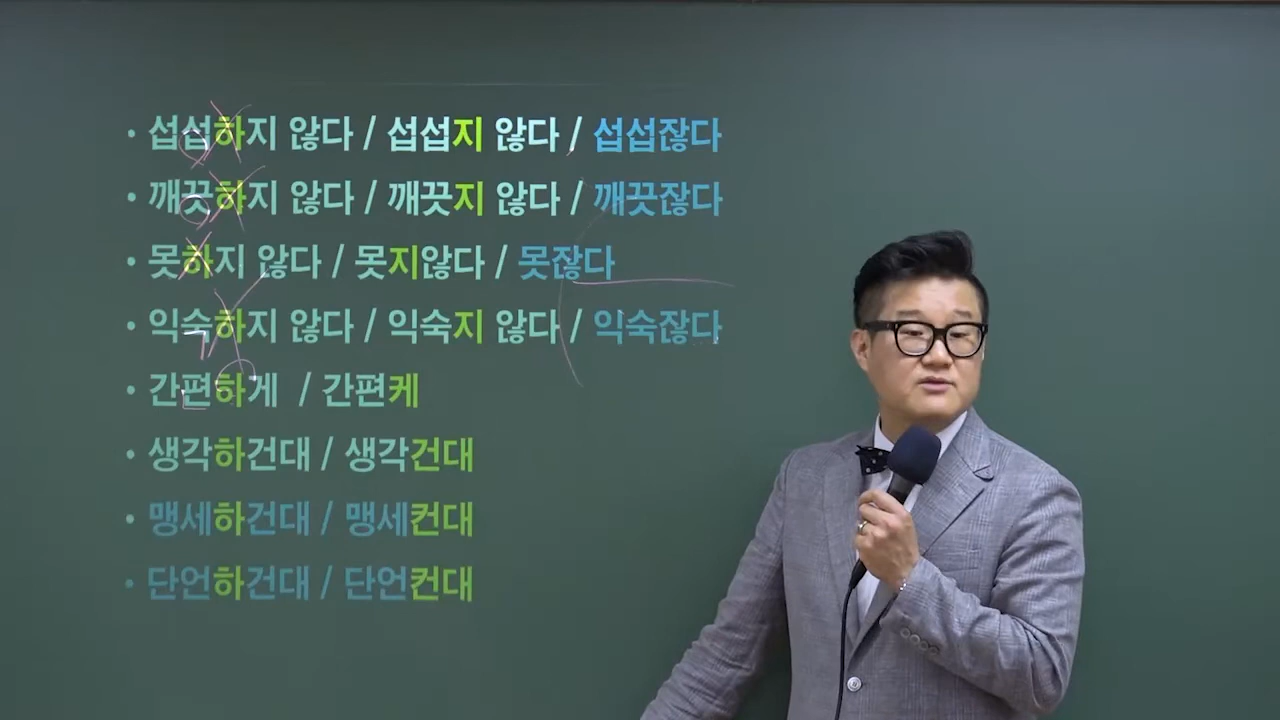 • 섭섭하지 않다 / 섭섭지 않다 / 섭섭잖다
• 깨끗하지 않다 / 깨끗지 않다 / 깨끗잖다
• 못하지 않다 / 못지않다 / 못잖다
• 익숙하지 않다 / 익숙지 않다 / 익숙잖다
• 간편하게 / 간편케
• 생각하건대 / 생각건대
• 맹세하건대 / 맹세컨대
• 단언하건대 / 단언컨대